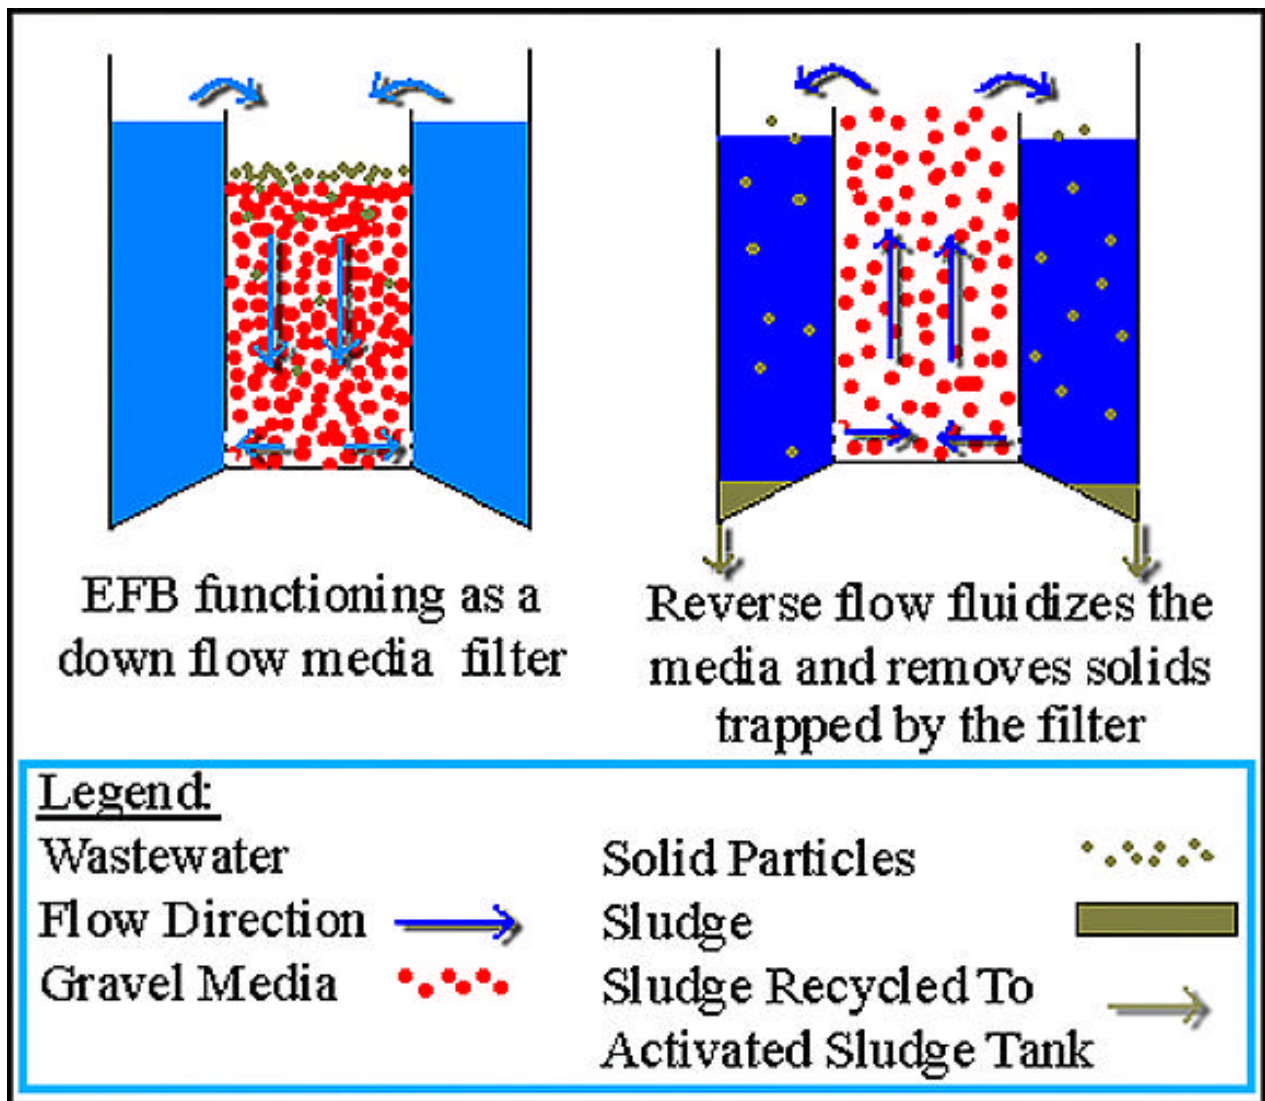 EFB functioning as a
down flow media filter
Reverse flow fluidizes the
media and removes solids
trapped by the filter
Legend:
Wastewater
Flow Direction
Gravel Media
Solid Particles
Sludge
Sludge Recycled To
Activated Sludge Tank